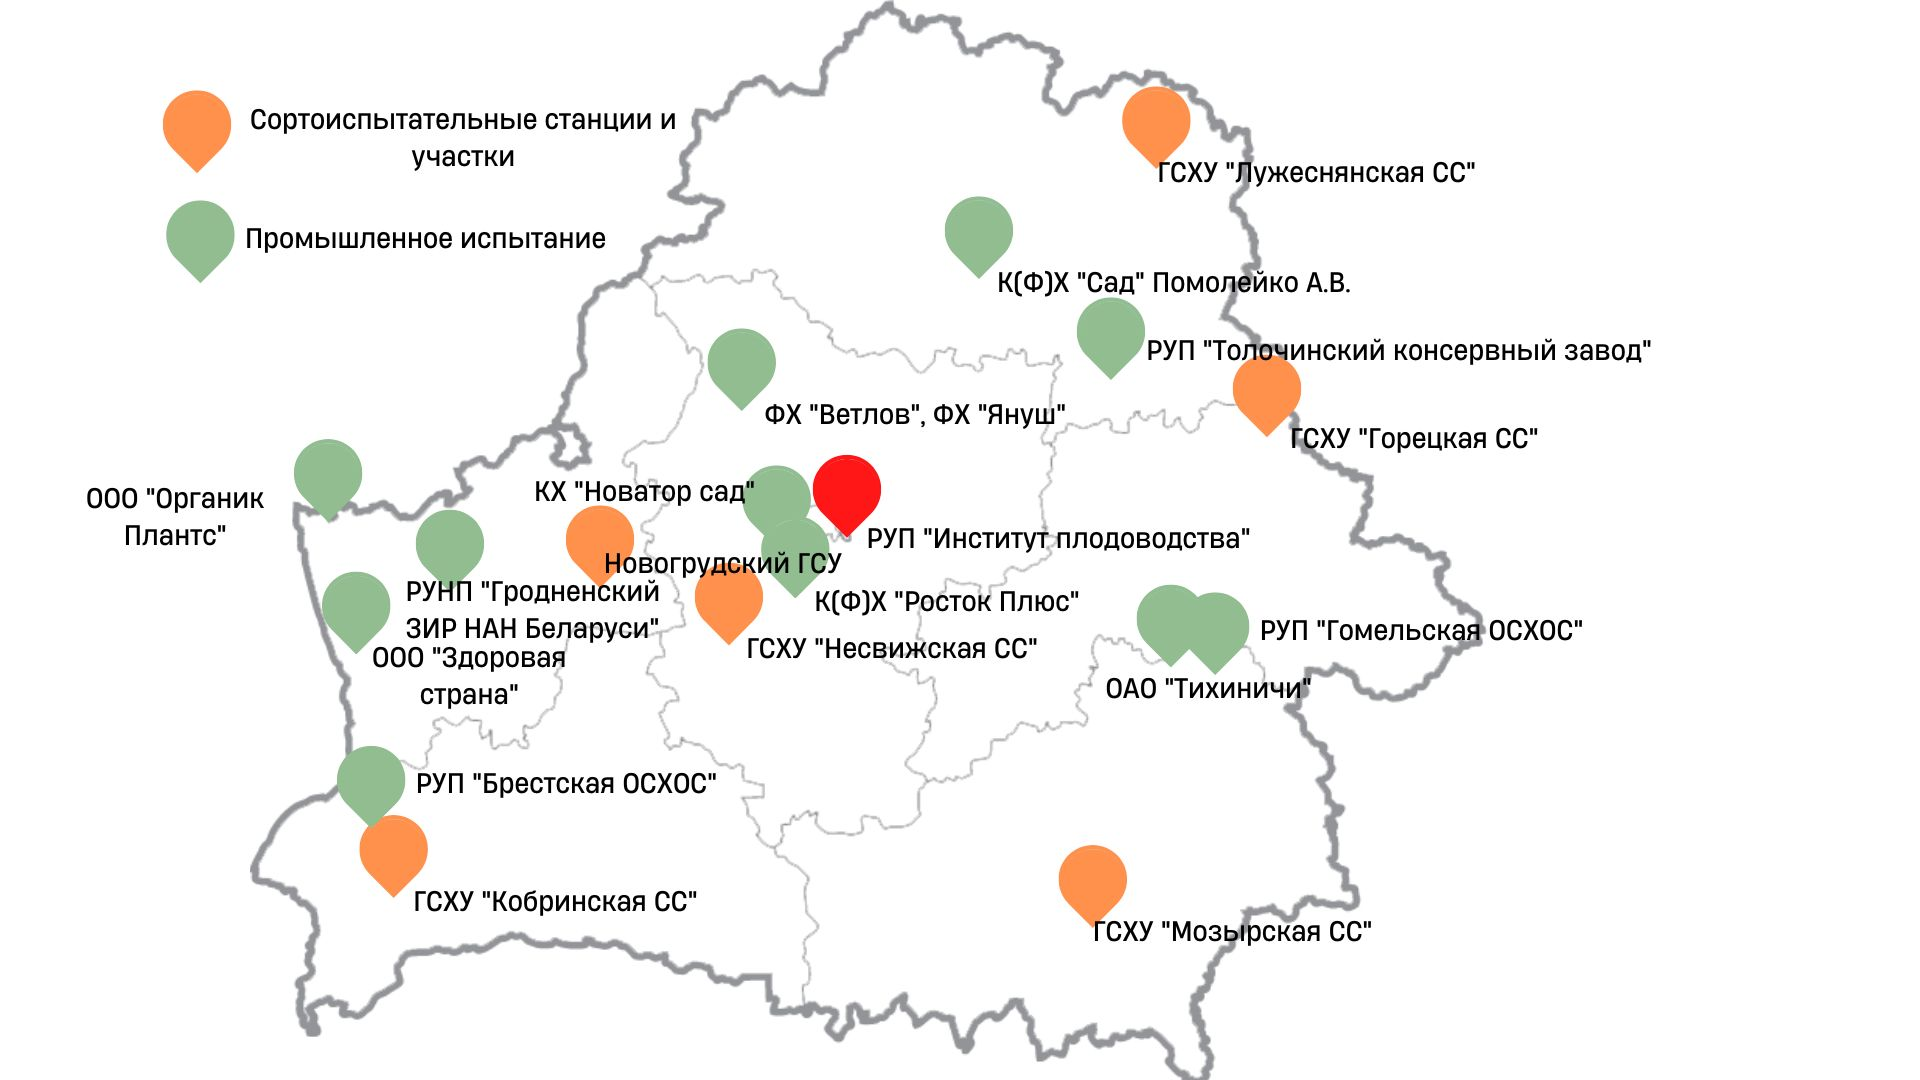 Сортоиспытательные станции и
участки
Промышленное испытание
ГСХУ "Лужеснянская СС"
К(Ф)Х "Сад" Помолейко А.В.
РУП "Толочинский консервный завод"
ФХ "Ветлов", ФХ "Януш"
ГСХУ "Горецкая СС"
ООО "Органик
Плантс"
КХ "Новатор сад"
РУП "Институт плодоводства"
Новогрудский ГСУ
РУНП "Гродненский
ЗИР НАН Беларуси"
К(Ф)Х "Росток Плюс"
ГСХУ "Несвижская СС"
РУП "Гомельская ОСХОС"
ООО "Здоровая
страна"
ОАО "Тихиничи"
РУП "Брестская ОСХОС"
ГСХУ "Кобринская СС"
ГСХУ "Мозырская СС"